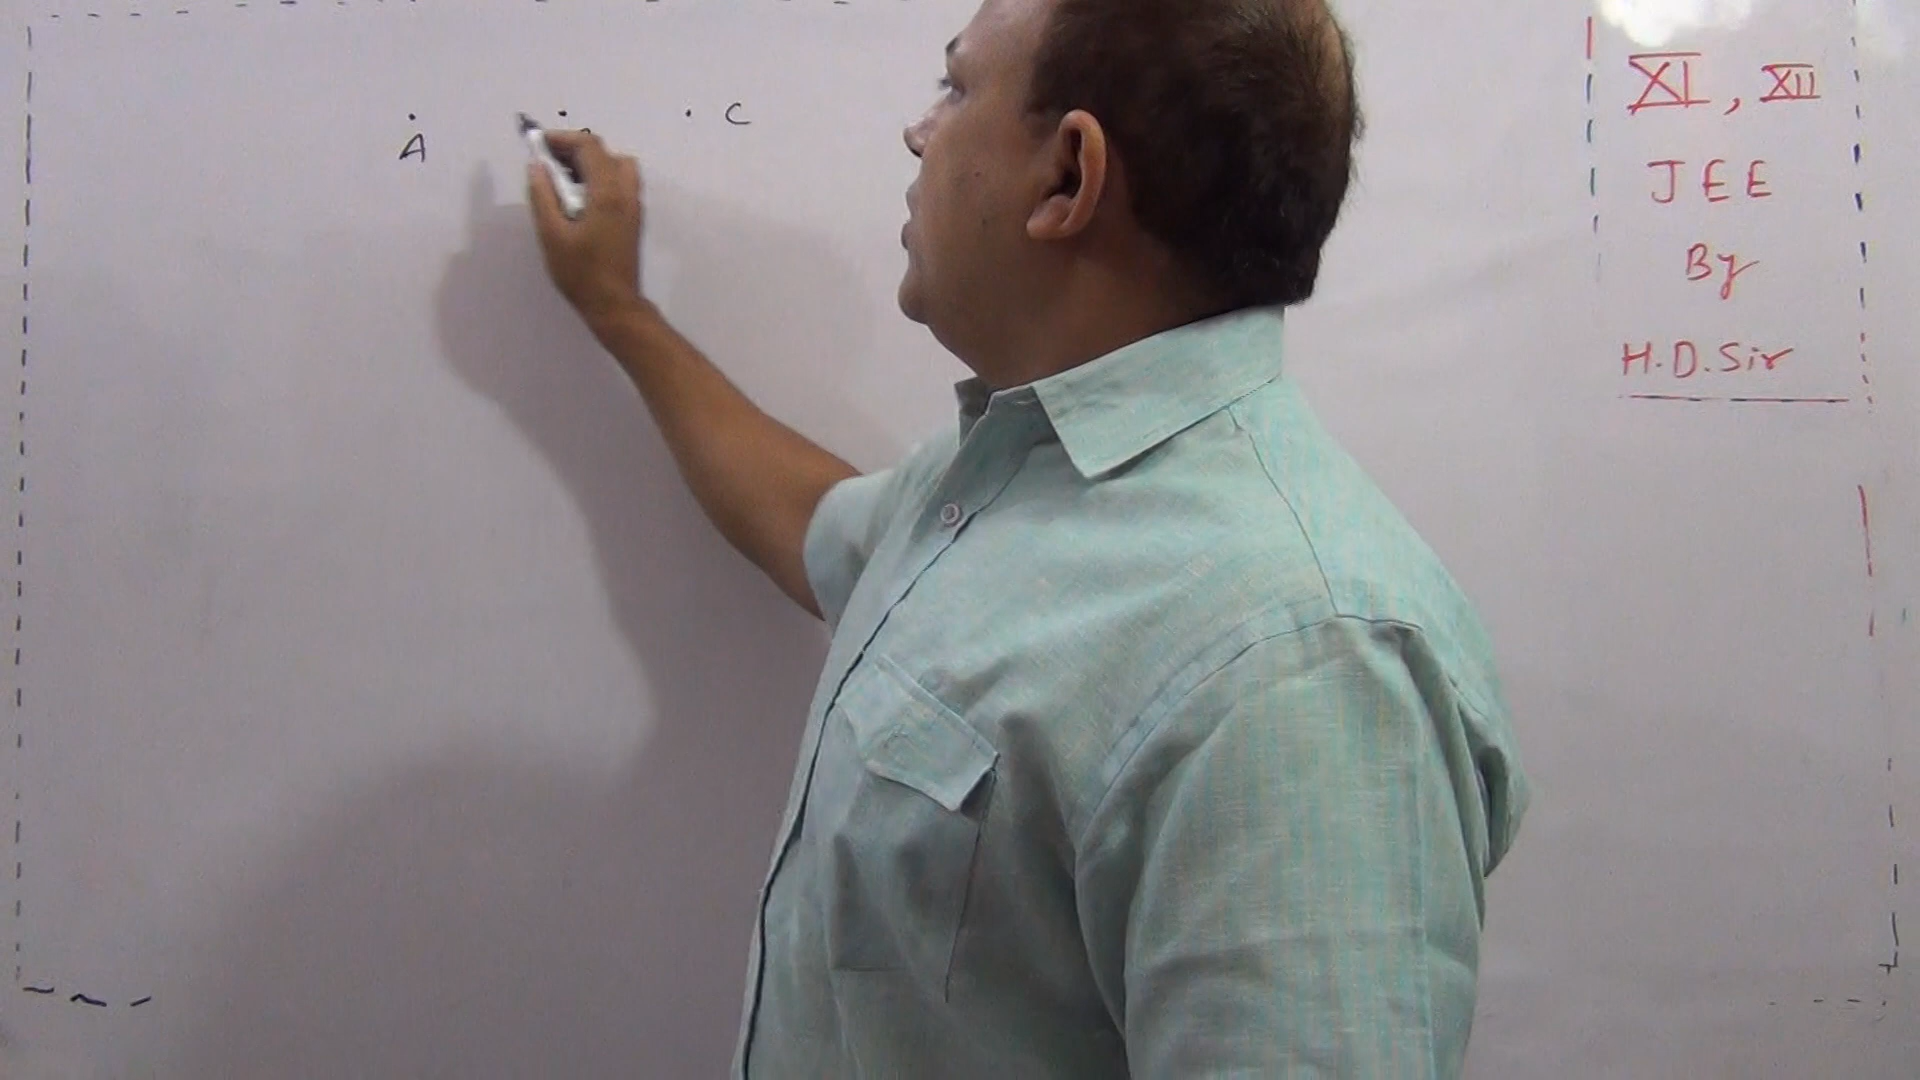 A C
XI, XII
JEE
By
H.D. Sir